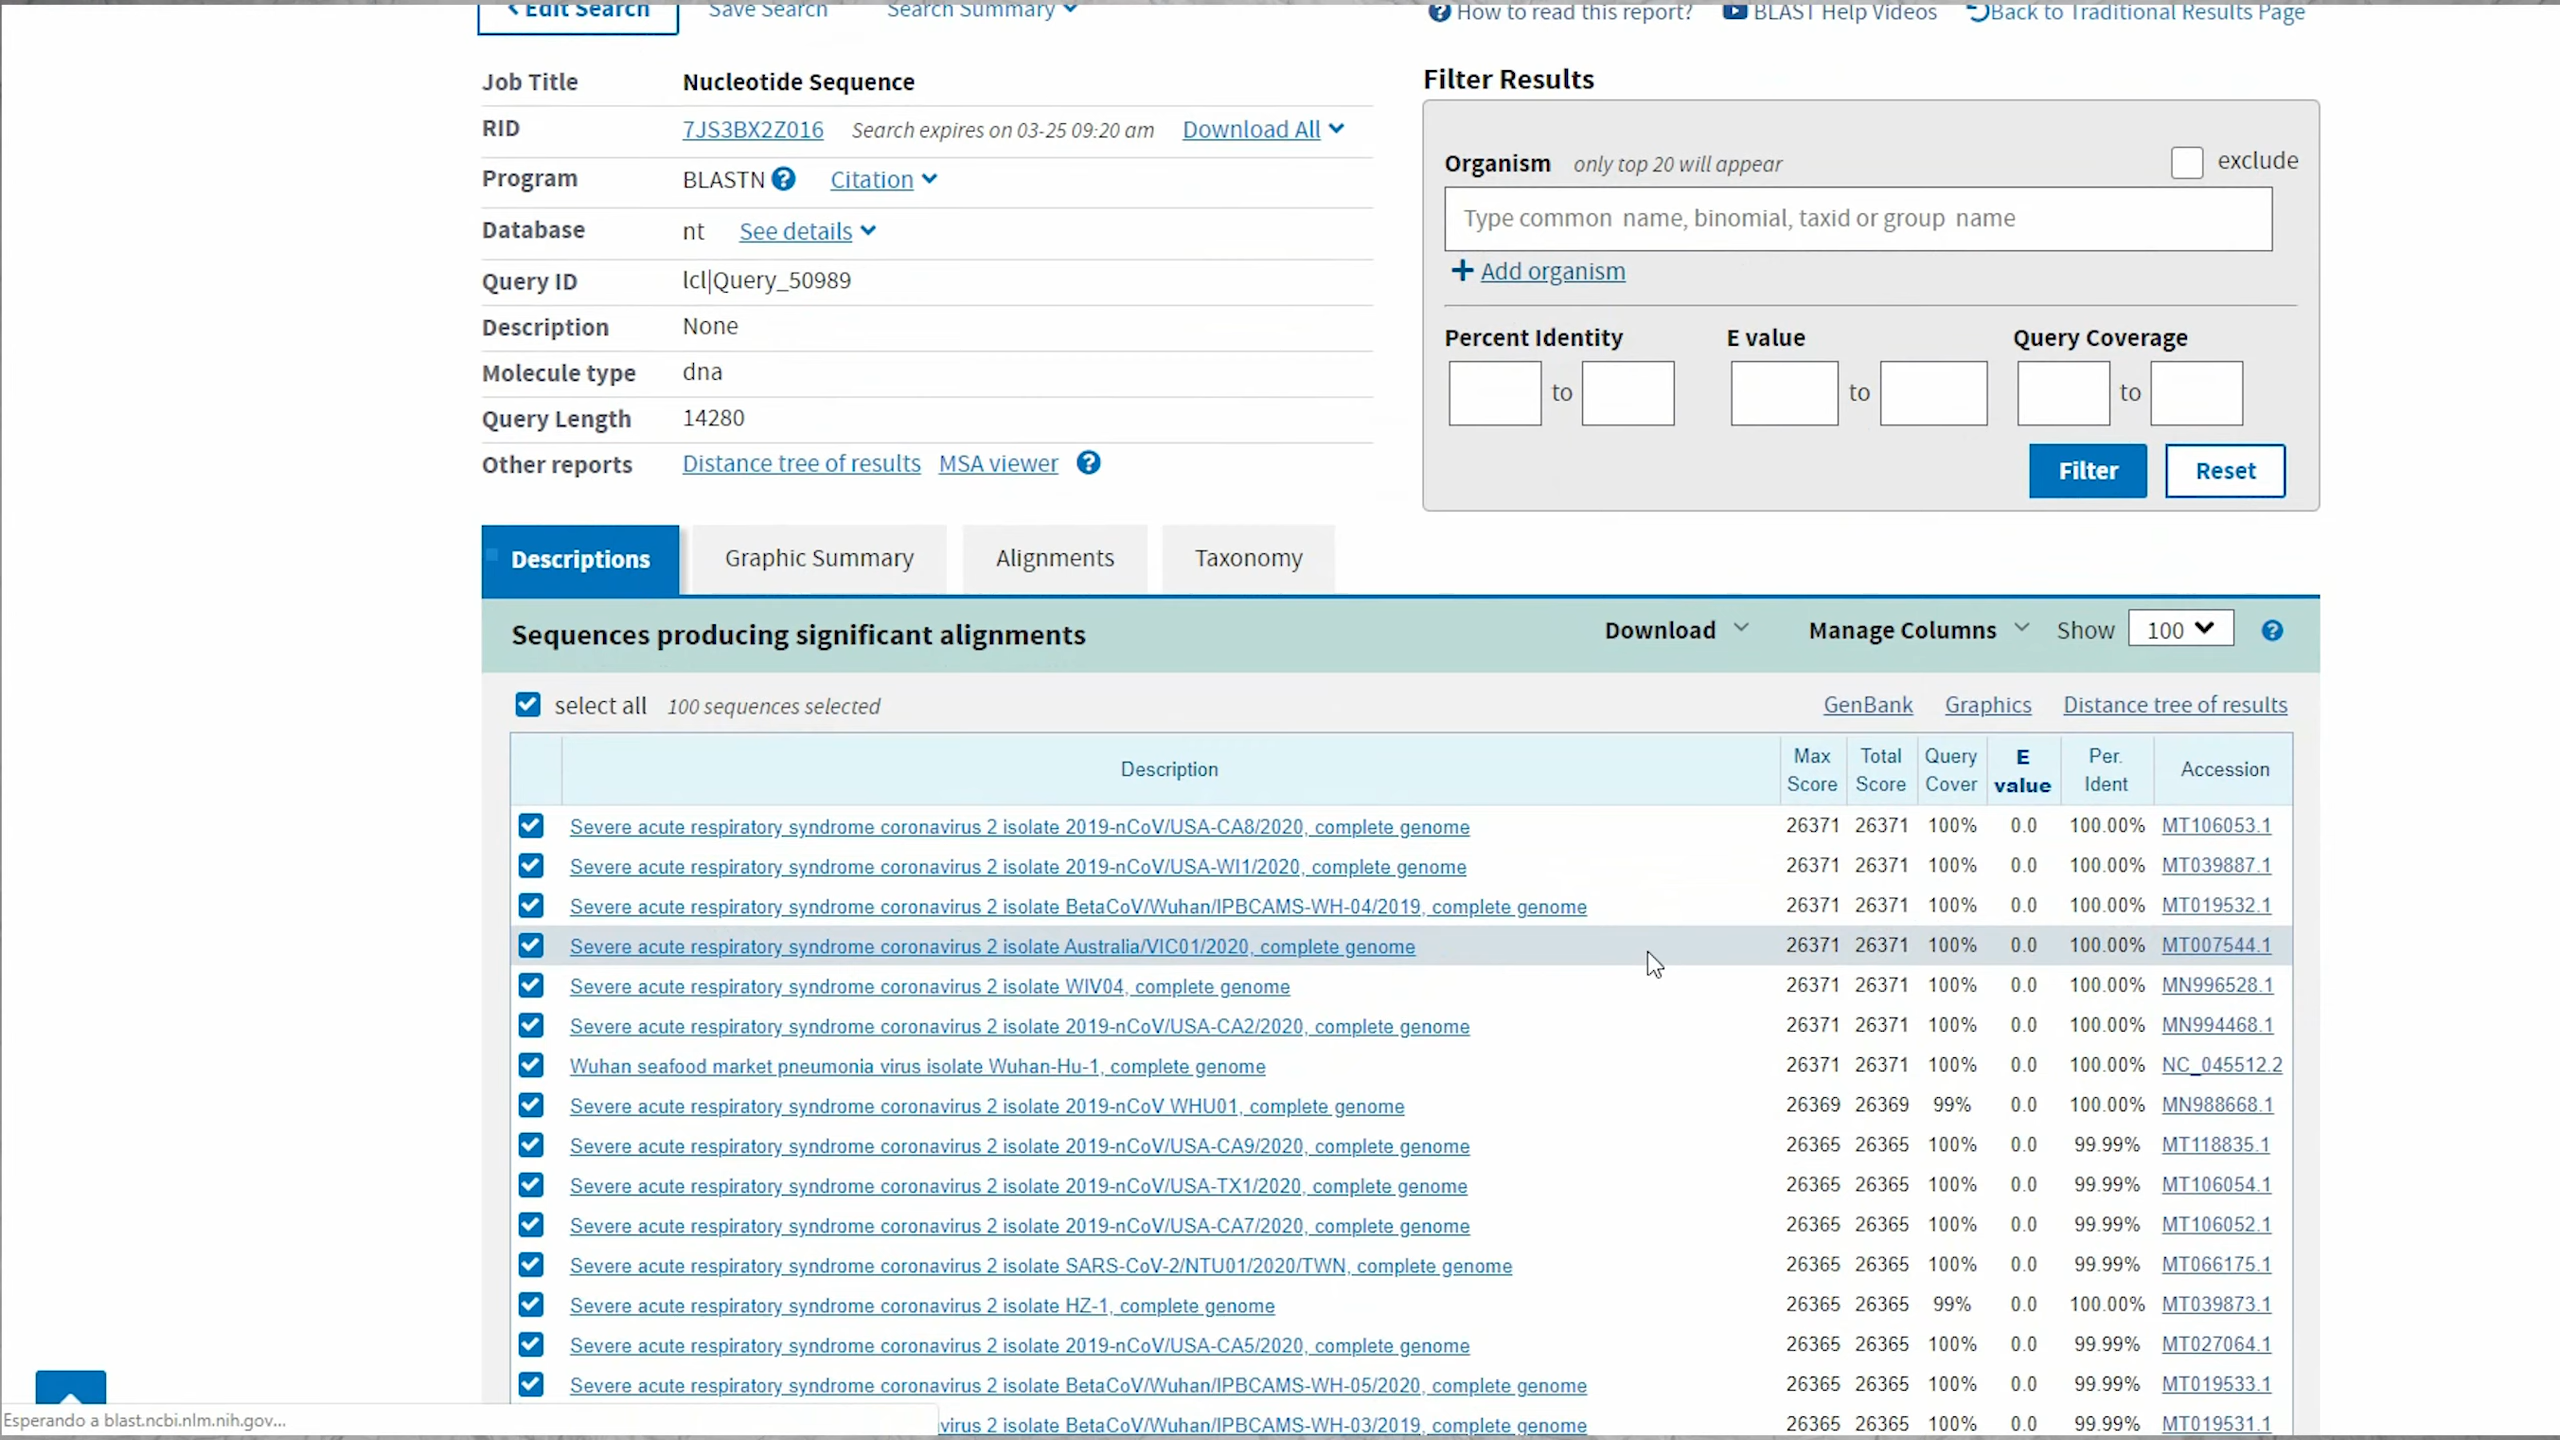 Edit Search Save Search Search Summary How to read this report? BLAST Help Videos Back to Traditional Results Page
Job Title Nucleotide Sequence
RID 7JS3BX2Z016 Search expires on 03-25 09:20 am Download All
Program BLASTN Citation
Database nt See details
Query ID lcl|Query_50989
Description None
Molecule type dna
Query Length 14280
Other reports Distance tree of results MSA viewer
Filter Results
Organism only top 20 will appear exclude
Type common name, binomial, taxid or group name
+ Add organism
Percent Identity E value Query Coverage
to to to
Filter Reset
Descriptions Graphic Summary Alignments Taxonomy
Sequences producing significant alignments Download Manage Columns Show 100
select all 100 sequences selected GenBank Graphics Distance tree of results
Description Max Score Total Score Query Cover E value Per. Ident Accession
Severe acute respiratory syndrome coronavirus 2 isolate 2019-nCoV/USA-CA8/2020, complete genome 26371 26371 100% 0.0 100.00% MT106053.1
Severe acute respiratory syndrome coronavirus 2 isolate 2019-nCoV/USA-WI1/2020, complete genome 26371 26371 100% 0.0 100.00% MT039887.1
Severe acute respiratory syndrome coronavirus 2 isolate BetaCoV/Wuhan/IPBCAMS-WH-04/2019, complete genome 26371 26371 100% 0.0 100.00% MT019532.1
Severe acute respiratory syndrome coronavirus 2 isolate Australia/VIC01/2020, complete genome 26371 26371 100% 0.0 100.00% MT007544.1
Severe acute respiratory syndrome coronavirus 2 isolate WIV04, complete genome 26371 26371 100% 0.0 100.00% MN996528.1
Severe acute respiratory syndrome coronavirus 2 isolate 2019-nCoV/USA-CA2/2020, complete genome 26371 26371 100% 0.0 100.00% MN994468.1
Wuhan seafood market pneumonia virus isolate Wuhan-Hu-1, complete genome 26371 26371 100% 0.0 100.00% NC_045512.2
Severe acute respiratory syndrome coronavirus 2 isolate 2019-nCoV WHU01, complete genome 26369 26369 99% 0.0 100.00% MN988668.1
Severe acute respiratory syndrome coronavirus 2 isolate 2019-nCoV/USA-CA9/2020, complete genome 26365 26365 100% 0.0 99.99% MT118835.1
Severe acute respiratory syndrome coronavirus 2 isolate 2019-nCoV/USA-TX1/2020, complete genome 26365 26365 100% 0.0 99.99% MT106054.1
Severe acute respiratory syndrome coronavirus 2 isolate 2019-nCoV/USA-CA7/2020, complete genome 26365 26365 100% 0.0 99.99% MT106052.1
Severe acute respiratory syndrome coronavirus 2 isolate SARS-CoV-2/NTU01/2020/TWN, complete genome 26365 26365 100% 0.0 99.99% MT066175.1
Severe acute respiratory syndrome coronavirus 2 isolate HZ-1, complete genome 26365 26365 99% 0.0 100.00% MT039873.1
Severe acute respiratory syndrome coronavirus 2 isolate 2019-nCoV/USA-CA5/2020, complete genome 26365 26365 100% 0.0 99.99% MT027064.1
Severe acute respiratory syndrome coronavirus 2 isolate BetaCoV/Wuhan/IPBCAMS-WH-05/2020, complete genome 26365 26365 100% 0.0 99.99% MT019533.1
virus 2 isolate BetaCoV/Wuhan/IPBCAMS-WH-03/2019, complete genome 26365 26365 100% 0.0 99.99% MT019531.1
Esperando a blast.ncbi.nlm.nih.gov...